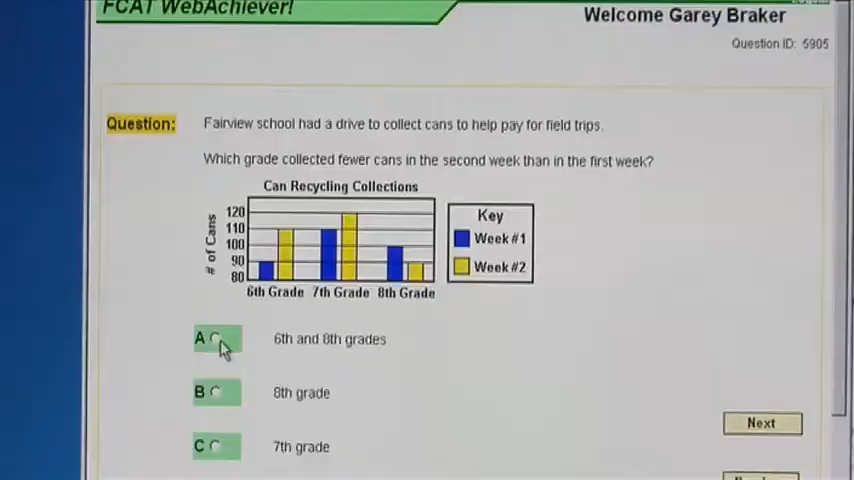 FCAT WebAchiever!
Welcome Garey Braker
Question ID: 5905
Question:
Fairview school had a drive to collect cans to help pay for field trips.
Which grade collected fewer cans in the second week than in the first week?
Can Recycling Collections
# of Cans
120
110
100
90
80
6th Grade 7th Grade 8th Grade
Key
Week #1
Week #2
A 6th and 8th grades
B 8th grade
C 7th grade
Next